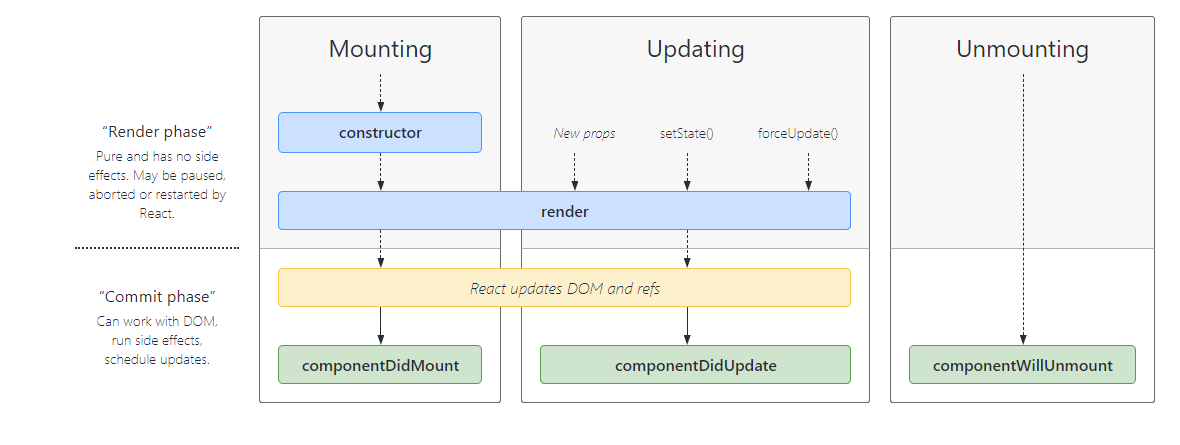 Mounting
Updating
Unmounting
“Render phase”
Pure and has no side
effects. May be paused,
aborted or restarted by
React.
constructor
New props
setState()
forceUpdate()
render
“Commit phase”
Can work with DOM,
run side effects,
schedule updates.
React updates DOM and refs
componentDidMount
componentDidUpdate
componentWillUnmount